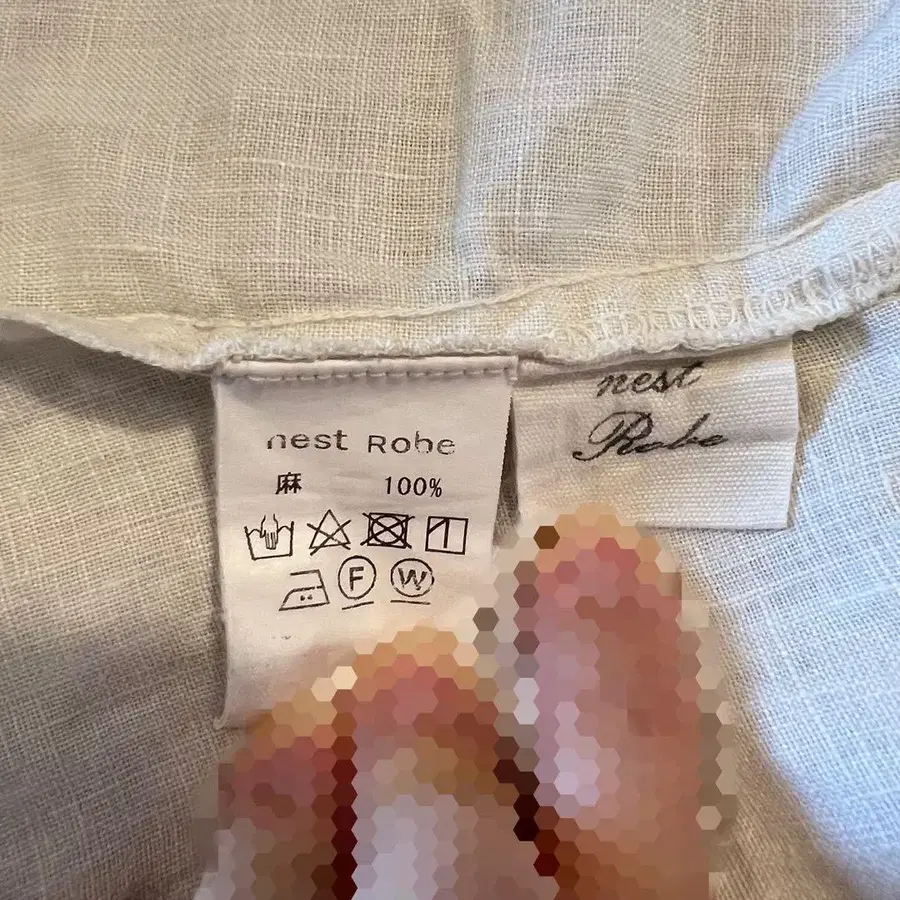 nest Robe
麻 100%
F W
nest
Robe